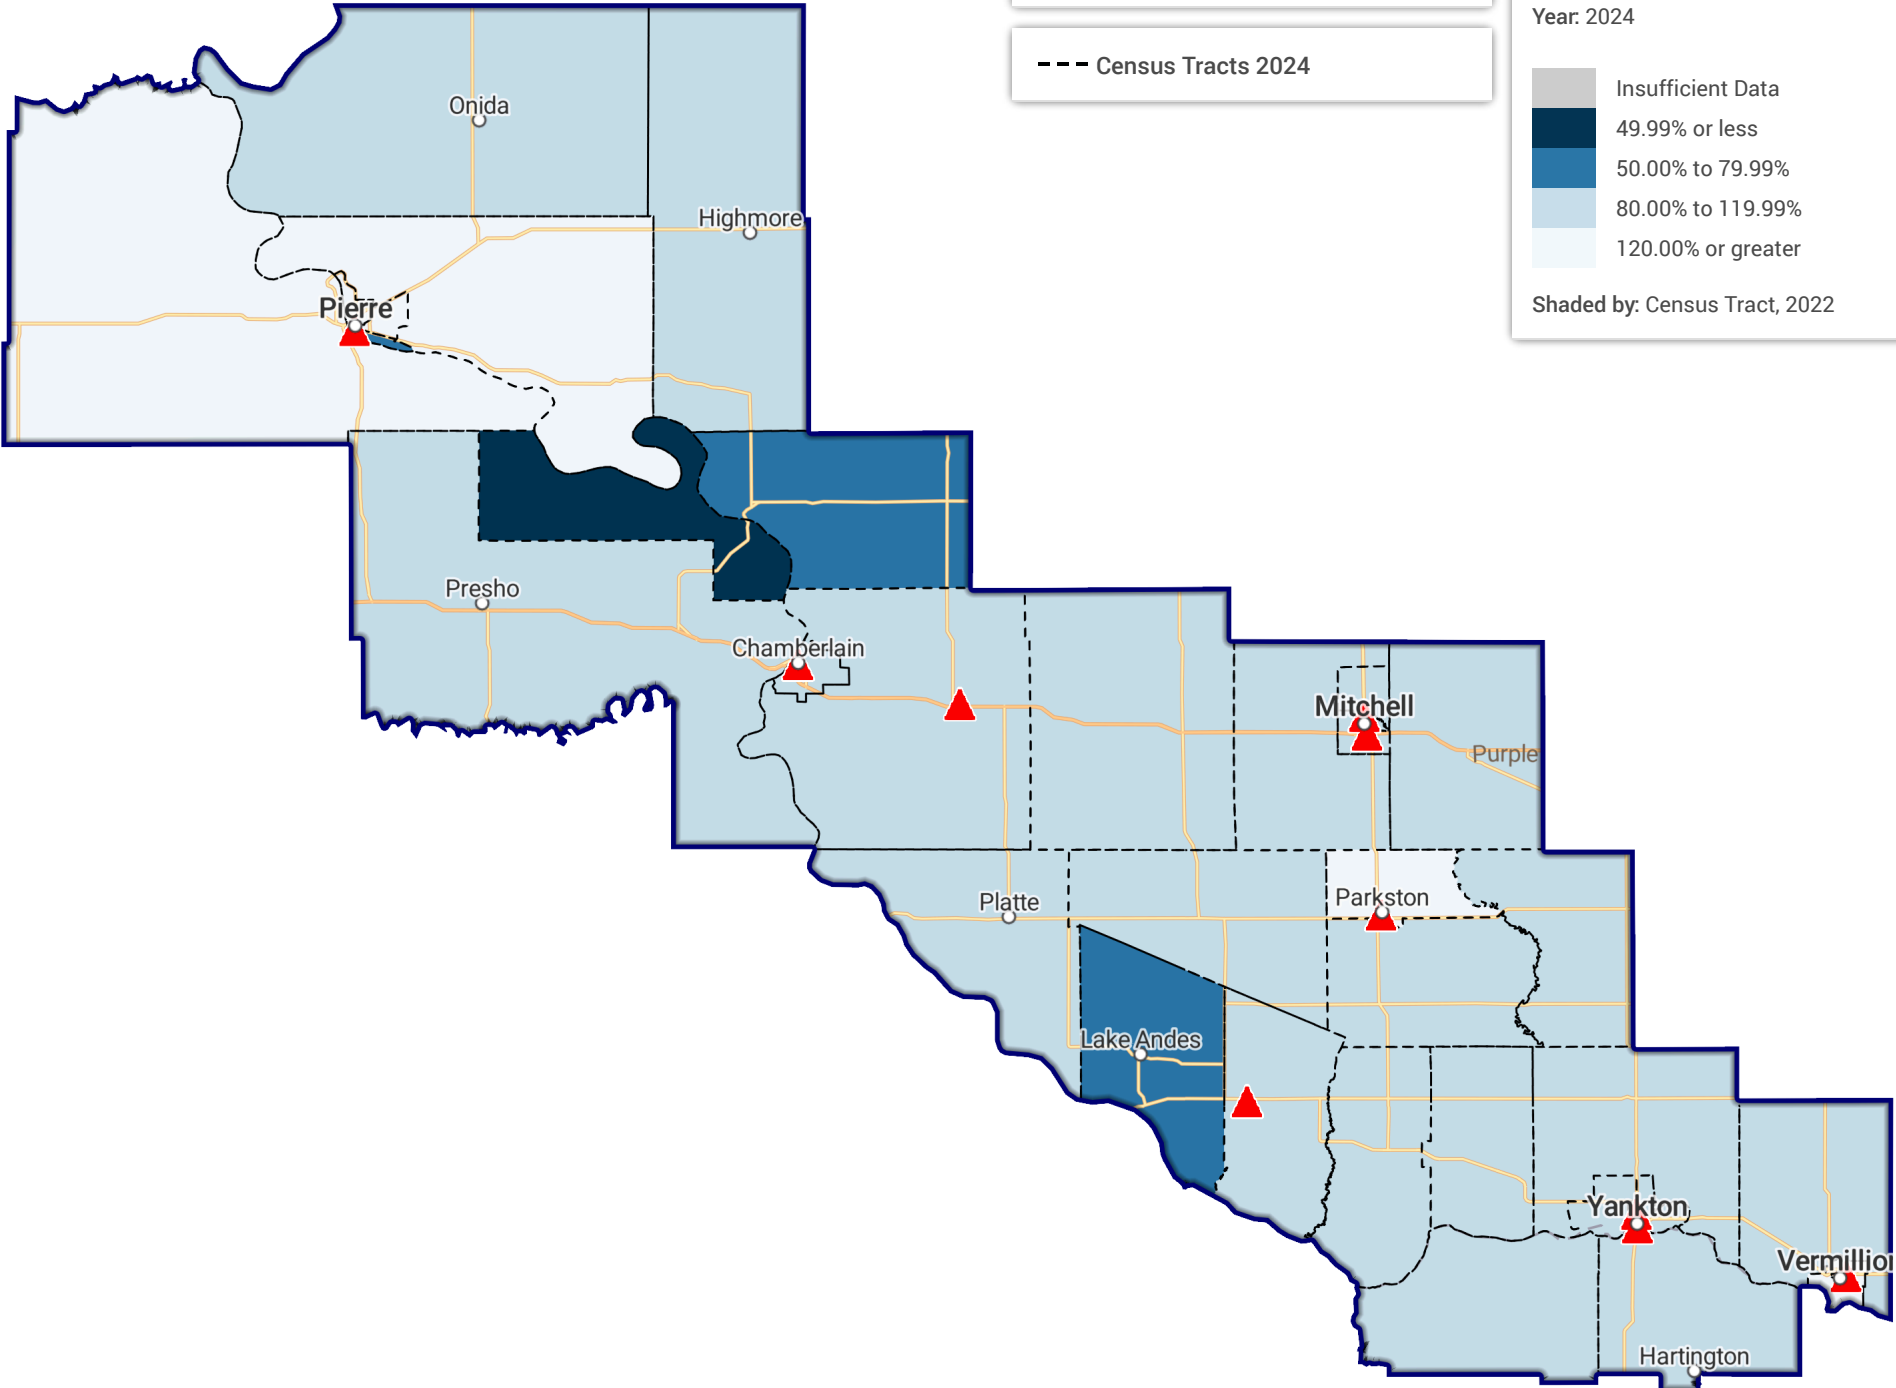 Year: 2024
Census Tracts 2024
Insufficient Data
49.99% or less
50.00% to 79.99%
80.00% to 119.99%
120.00% or greater
Shaded by: Census Tract, 2022
Onida
Highmore
Pierre
Presho
Chamberlain
Mitchell
Purple
Platte
Parkston
Lake Andes
Yankton
Vermillion
Hartington